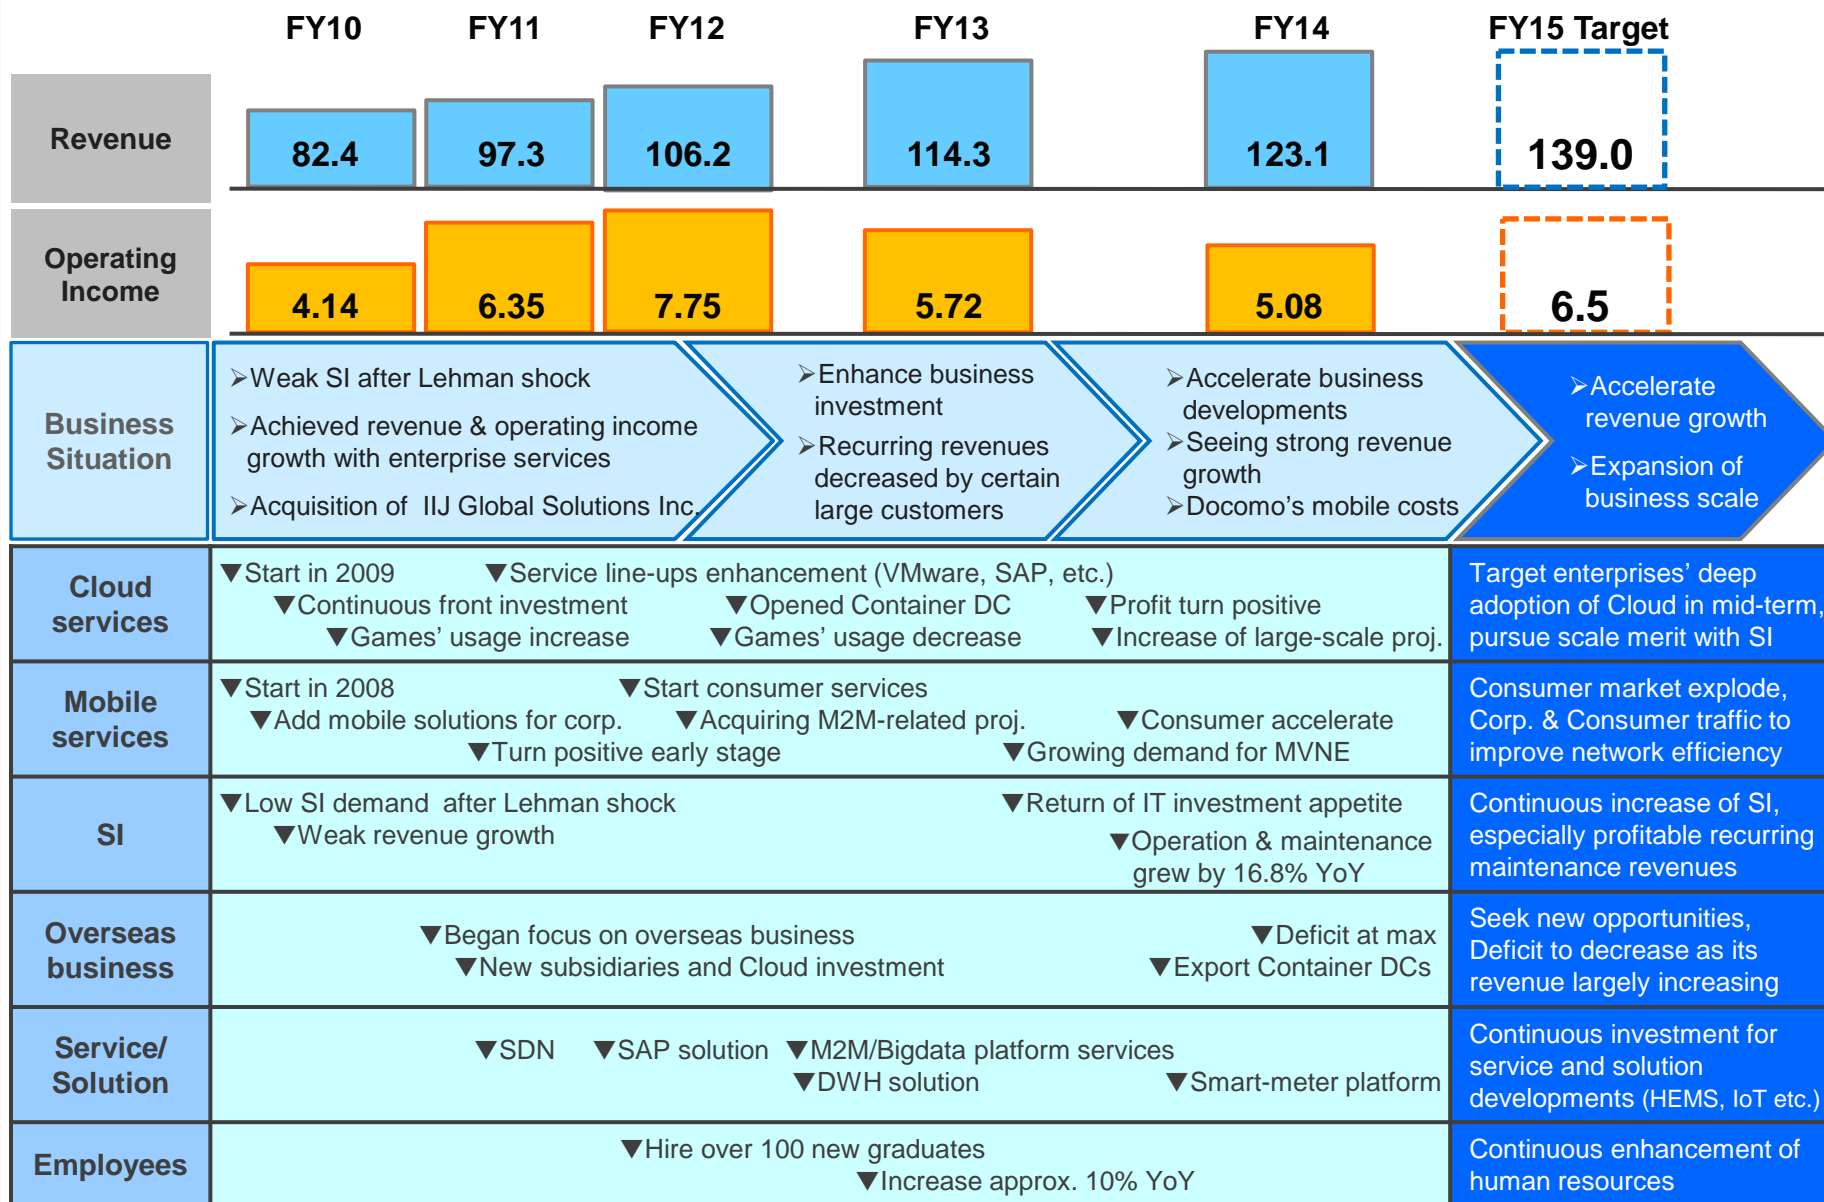 FY10 FY11 FY12 FY13 FY14 FY15 Target
Revenue
82.4 97.3 106.2 114.3 123.1 139.0
Operating
Income
4.14 6.35 7.75 5.72 5.08 6.5
Business
Situation
➢Weak SI after Lehman shock
➢Achieved revenue & operating income
growth with enterprise services
➢Acquisition of IIJ Global Solutions Inc.
➢Enhance business
investment
➢Recurring revenues
decreased by certain
large customers
➢Accelerate business
developments
➢Seeing strong revenue
growth
➢Docomo’s mobile costs
➢Accelerate
revenue growth
➢Expansion of
business scale
Cloud
services
▼Start in 2009 ▼Service line-ups enhancement (VMware, SAP, etc.)
▼Continuous front investment ▼Opened Container DC ▼Profit turn positive
▼Games’ usage increase ▼Games’ usage decrease ▼Increase of large-scale proj.
Target enterprises’ deep
adoption of Cloud in mid-term,
pursue scale merit with SI
Mobile
services
▼Start in 2008 ▼Start consumer services
▼Add mobile solutions for corp. ▼Acquiring M2M-related proj. ▼Consumer accelerate
▼Turn positive early stage ▼Growing demand for MVNE
Consumer market explode,
Corp. & Consumer traffic to
improve network efficiency
SI
▼Low SI demand after Lehman shock ▼Return of IT investment appetite
▼Weak revenue growth ▼Operation & maintenance
grew by 16.8% YoY
Continuous increase of SI,
especially profitable recurring
maintenance revenues
Overseas
business
▼Began focus on overseas business ▼Deficit at max
▼New subsidiaries and Cloud investment ▼Export Container DCs
Seek new opportunities,
Deficit to decrease as its
revenue largely increasing
Service/
Solution
▼SDN ▼SAP solution ▼M2M/Bigdata platform services
▼DWH solution ▼Smart-meter platform
Continuous investment for
service and solution
developments (HEMS, IoT etc.)
Employees
▼Hire over 100 new graduates
▼Increase approx. 10% YoY
Continuous enhancement of
human resources